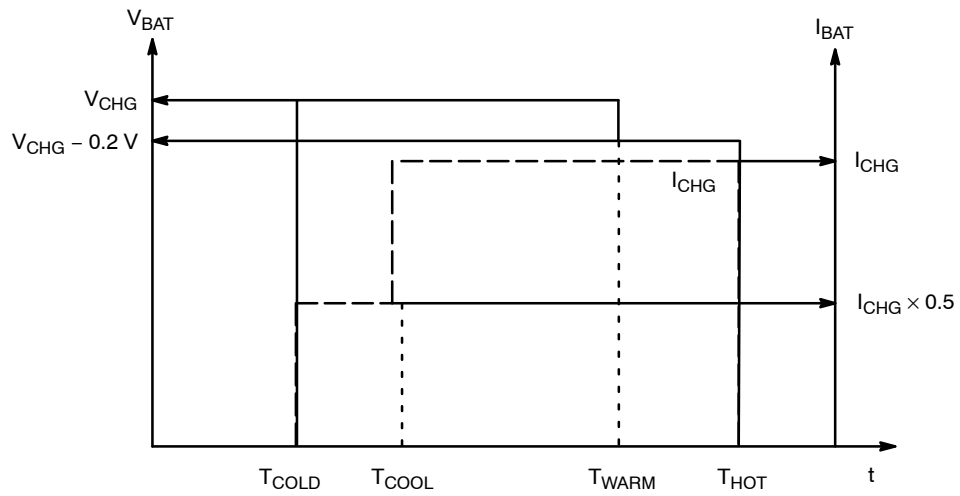 V_BAT
I_BAT
V_CHG
V_CHG – 0.2 V
I_CHG
I_CHG
I_CHG × 0.5
T_COLD
T_COOL
T_WARM
T_HOT
t